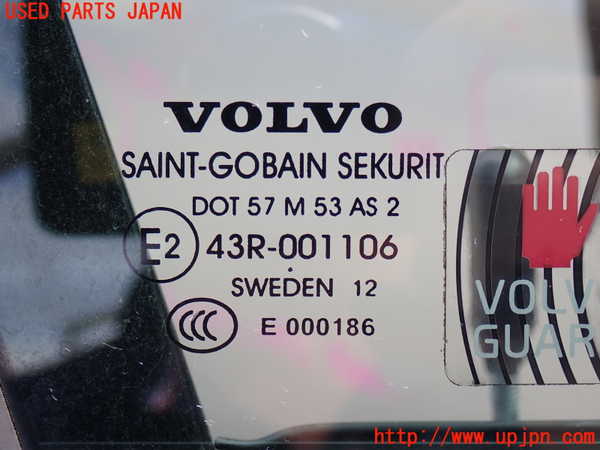 USED PARTS JAPAN
VOLVO
SAINT-GOBAIN SEKURIT
DOT 57 M 53 AS 2
E2 43R-001106
SWEDEN 12
CCC E 000186
VOLV
GUAR
http://www.upjpn.com